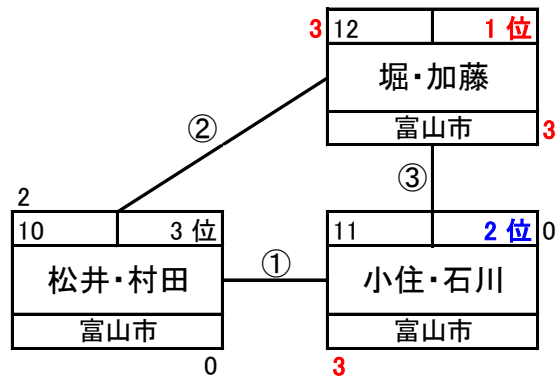 3 12 1 位
堀・加藤
富山市 3
②
③
2
10 3 位
松井・村田
富山市
0
①
11 2 位 0
小住・石川
富山市
3